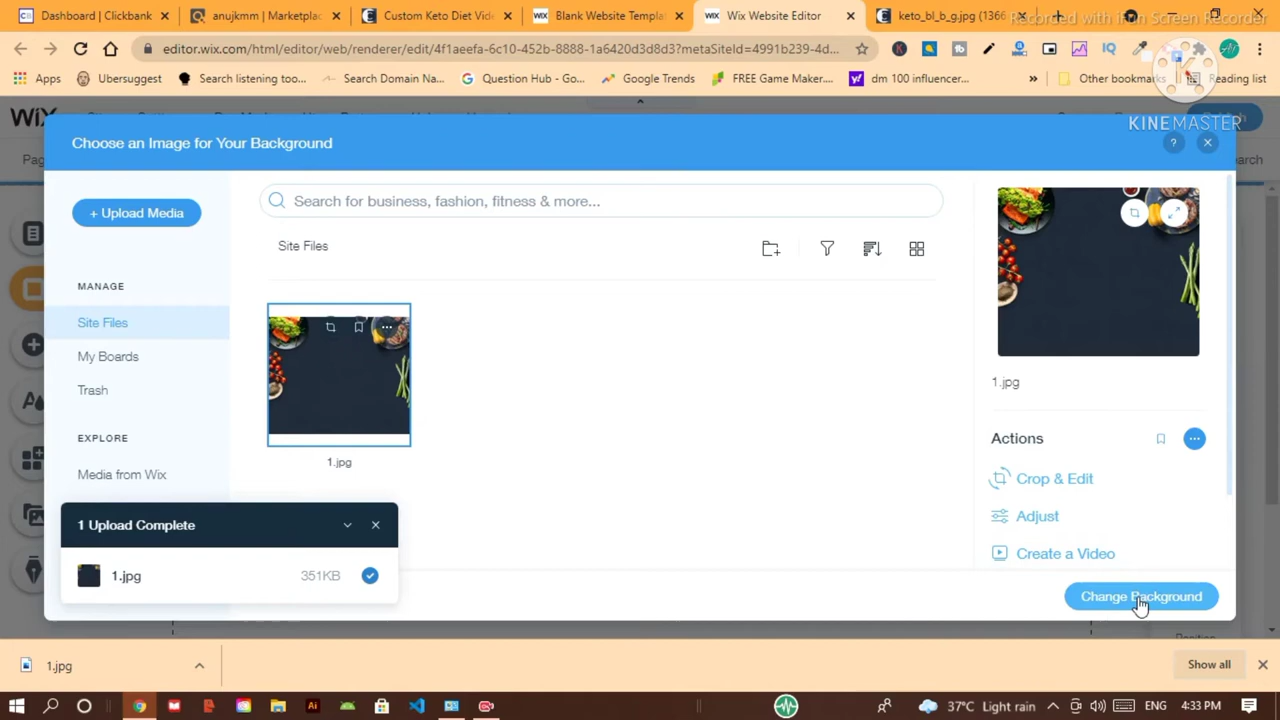 Dashboard | Clickbank
anujkmm | Marketplac
Custom Keto Diet Vid
Blank Website Templa
Wix Website Editor
keto_bl_b_g.jpg (1366
Recorded with iFun Screen Recorder
editor.wix.com/html/editor/web/renderer/edit/4f1aeefa-6c10-452b-8888-1a6420d3d8d3?metaSiteId=4991b239-4d...
Apps
Ubersuggest
Search listening too...
Search Domain Na...
Question Hub - Go...
Google Trends
FREE Game Maker....
dm 100 influencer...
»
Other bookmarks
Reading list
WiX
KINEMASTER
Choose an Image for Your Background
?
Pag
earch
+ Upload Media
Search for business, fashion, fitness & more...
Site Files
MANAGE
Site Files
My Boards
Trash
1.jpg
1.jpg
EXPLORE
Actions
Media from Wix
Crop & Edit
1 Upload Complete
Adjust
Create a Video
1.jpg
351KB
Change Background
1.jpg
Show all
37°C Light rain
ENG
4:33 PM